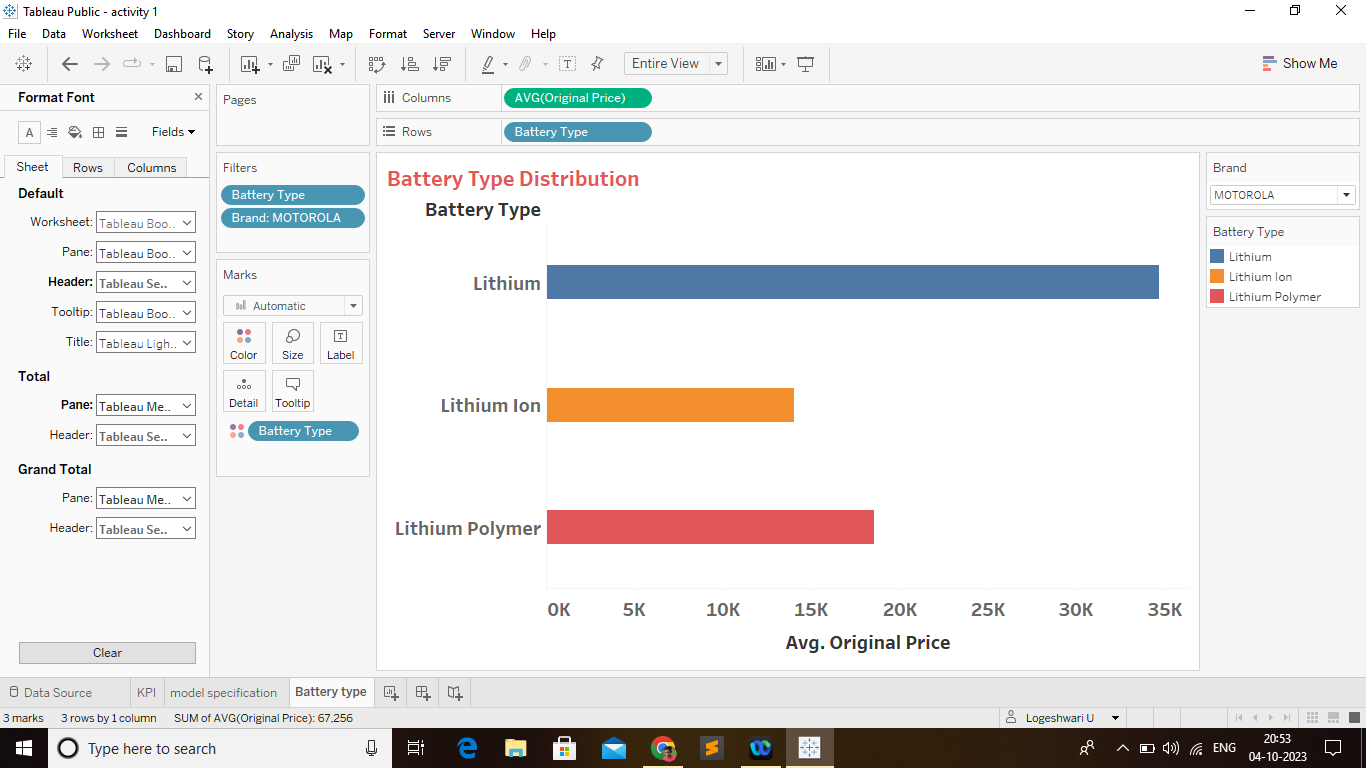 Tableau Public - activity 1
File Data Worksheet Dashboard Story Analysis Map Format Server Window Help
Entire View
Show Me
Format Font
Fields
Sheet Rows Columns
Default
Worksheet: Tableau Boo..
Pane: Tableau Boo..
Header: Tableau Se..
Tooltip: Tableau Boo..
Title: Tableau Ligh..
Total
Pane: Tableau Me..
Header: Tableau Se..
Grand Total
Pane: Tableau Me..
Header: Tableau Se..
Clear
Pages
Filters
Battery Type
Brand: MOTOROLA
Marks
Automatic
Color Size Label
Detail Tooltip
Battery Type
Columns AVG(Original Price)
Rows Battery Type
Battery Type Distribution
Battery Type
Lithium
Lithium Ion
Lithium Polymer
0K 5K 10K 15K 20K 25K 30K 35K
Avg. Original Price
Brand
MOTOROLA
Battery Type
Lithium
Lithium Ion
Lithium Polymer
Data Source KPI model specification Battery type
3 marks 3 rows by 1 column SUM of AVG(Original Price): 67,256
Logeshwari U
Type here to search
ENG
20:53
04-10-2023